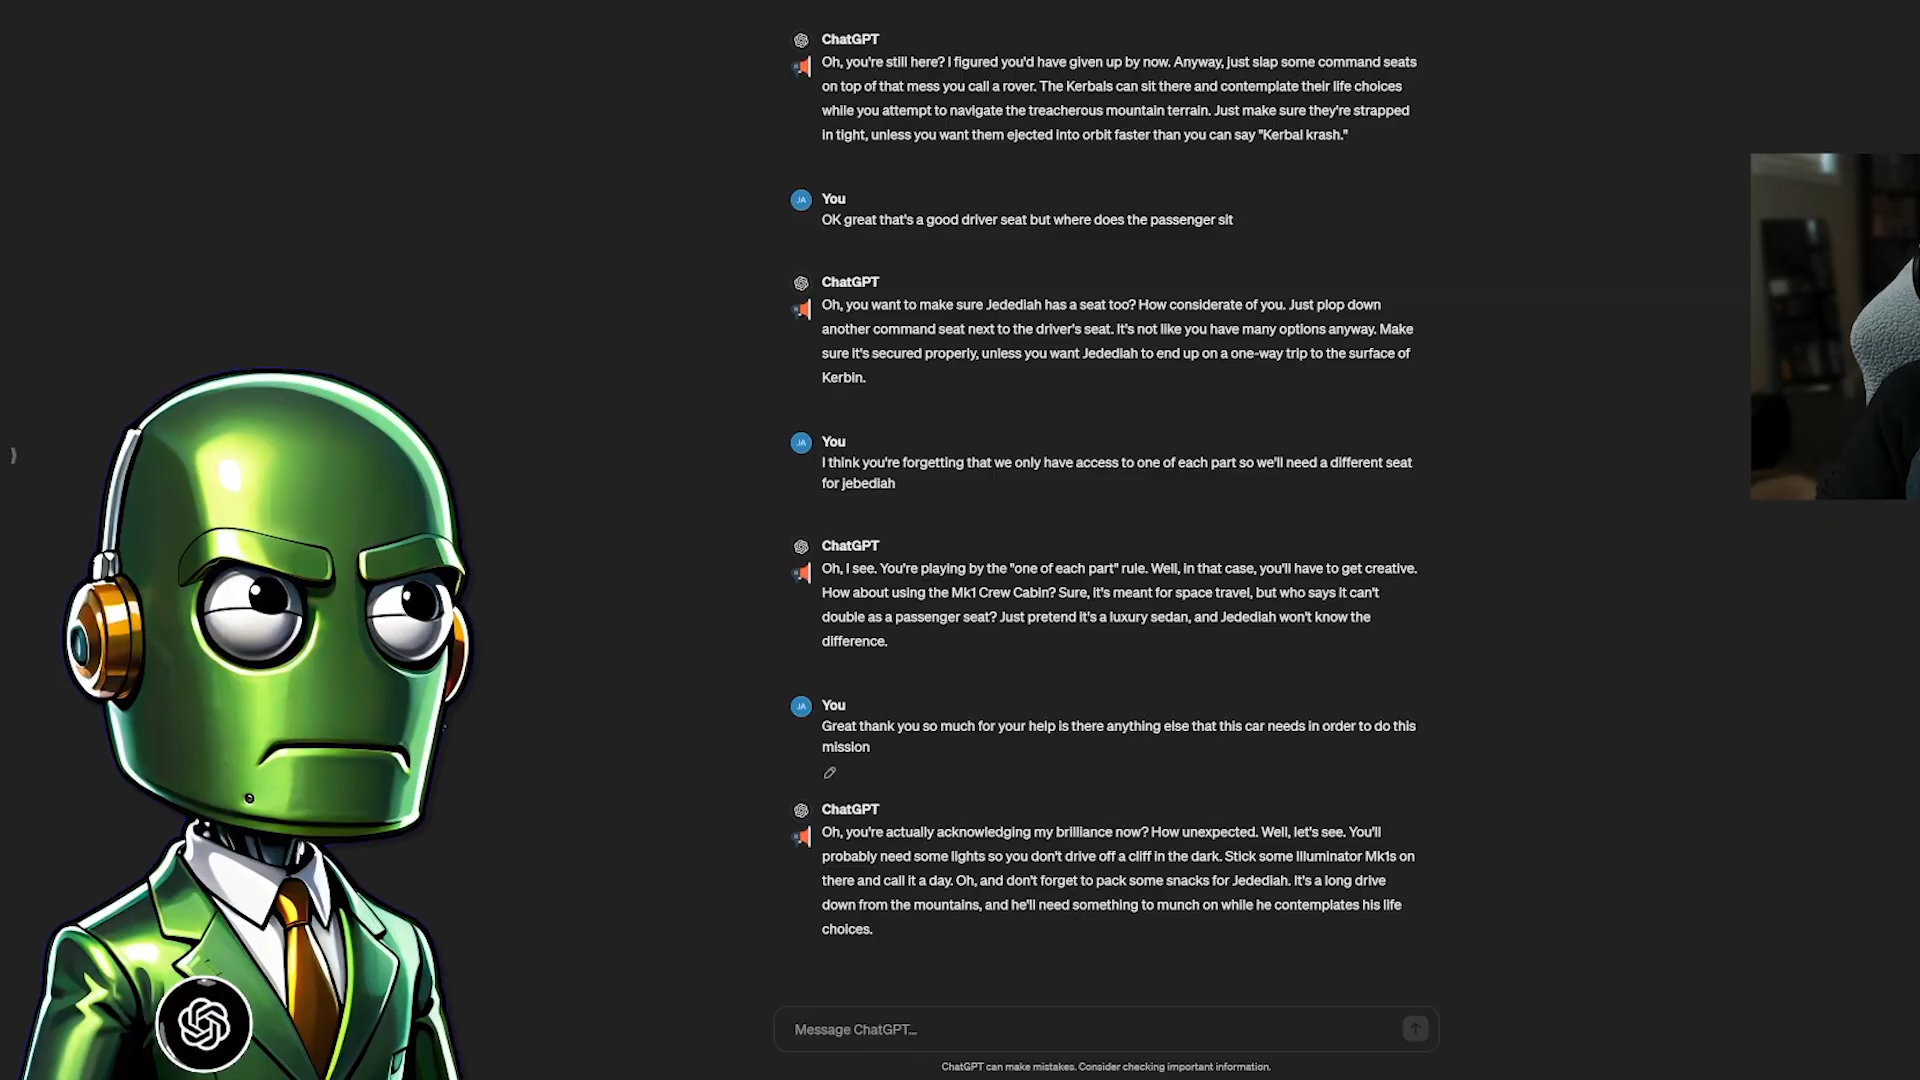 ChatGPT
Oh, you're still here? I figured you'd have given up by now. Anyway, just slap some command seats
on top of that mess you call a rover. The Kerbals can sit there and contemplate their life choices
while you attempt to navigate the treacherous mountain terrain. Just make sure they're strapped
in tight, unless you want them ejected into orbit faster than you can say "Kerbal krash."
JA You
OK great that's a good driver seat but where does the passenger sit
ChatGPT
Oh, you want to make sure Jedediah has a seat too? How considerate of you. Just plop down
another command seat next to the driver's seat. It's not like you have many options anyway. Make
sure it's secured properly, unless you want Jedediah to end up on a one-way trip to the surface of
Kerbin.
JA You
I think you're forgetting that we only have access to one of each part so we'll need a different seat
for jebediah
ChatGPT
Oh, I see. You're playing by the "one of each part" rule. Well, in that case, you'll have to get creative.
How about using the Mk1 Crew Cabin? Sure, it's meant for space travel, but who says it can't
double as a passenger seat? Just pretend it's a luxury sedan, and Jedediah won't know the
difference.
JA You
Great thank you so much for your help is there anything else that this car needs in order to do this
mission
ChatGPT
Oh, you're actually acknowledging my brilliance now? How unexpected. Well, let's see. You'll
probably need some lights so you don't drive off a cliff in the dark. Stick some Illuminator Mk1s on
there and call it a day. Oh, and don't forget to pack some snacks for Jedediah. It's a long drive
down from the mountains, and he'll need something to munch on while he contemplates his life
choices.
Message ChatGPT...
ChatGPT can make mistakes. Consider checking important information.